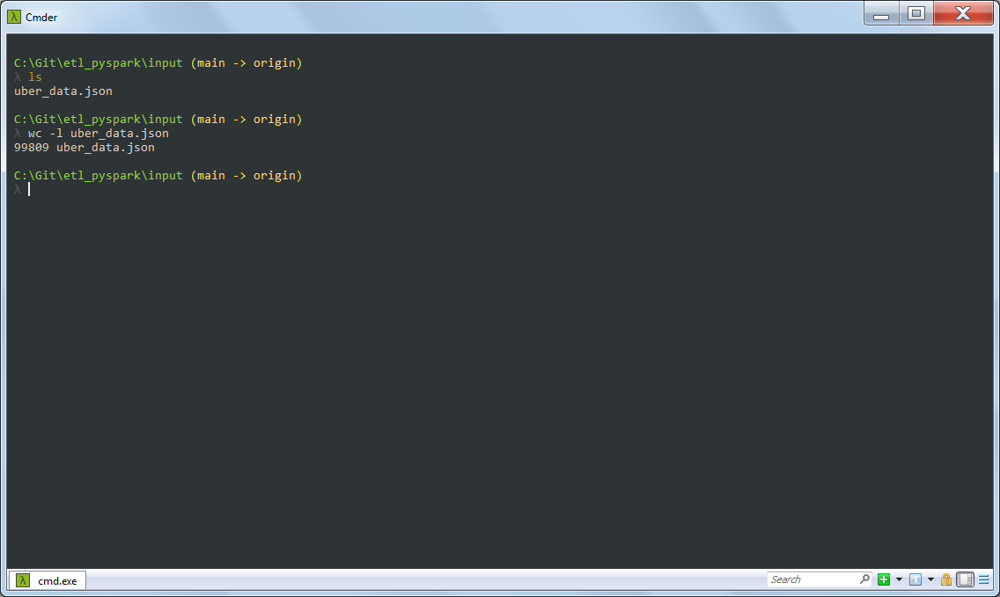 Cmder
C:\Git\etl_pyspark\input (main -> origin)
λ ls
uber_data.json
C:\Git\etl_pyspark\input (main -> origin)
λ wc -l uber_data.json
99809 uber_data.json
C:\Git\etl_pyspark\input (main -> origin)
λ
cmd.exe
Search